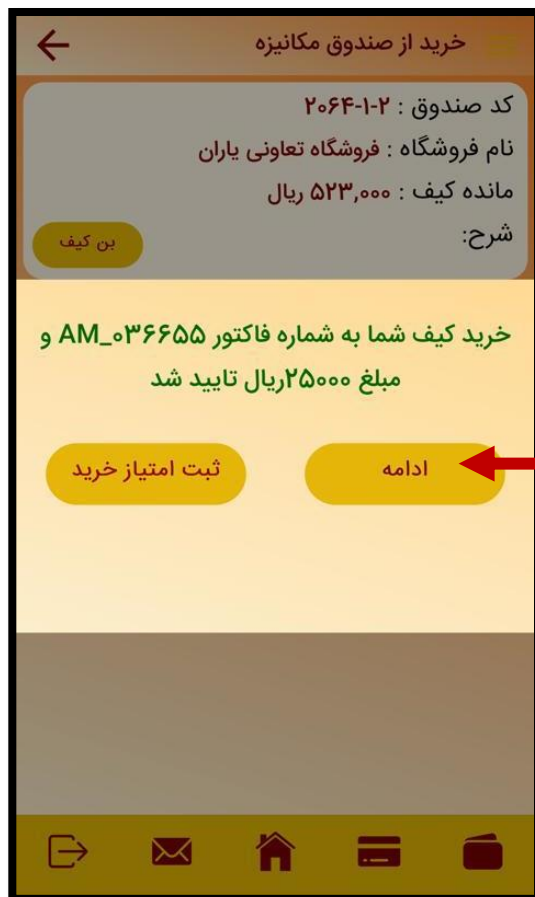 خرید از صندوق مکانیزه
کد صندوق : ۲۰۶۴-۱-۲
نام فروشگاه : فروشگاه تعاونی یاران
مانده کیف : ۵۲۳,۰۰۰ ریال
شرح:
بن کیف
خرید کیف شما به شماره فاکتور AM_۰۳۶۶۵۵ و
مبلغ ۲۵۰۰۰ریال تایید شد
ادامه
ثبت امتیاز خرید